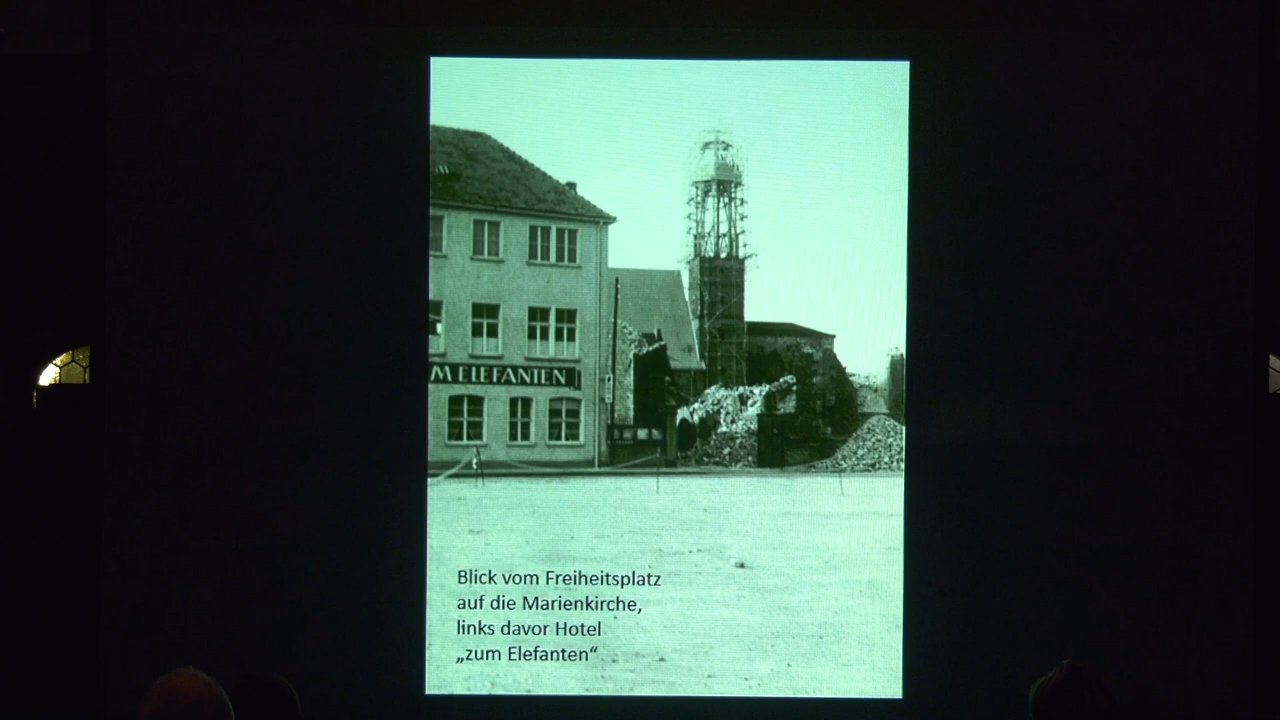 M ELEFANTEN
Blick vom Freiheitsplatz
auf die Marienkirche,
links davor Hotel
„zum Elefanten“